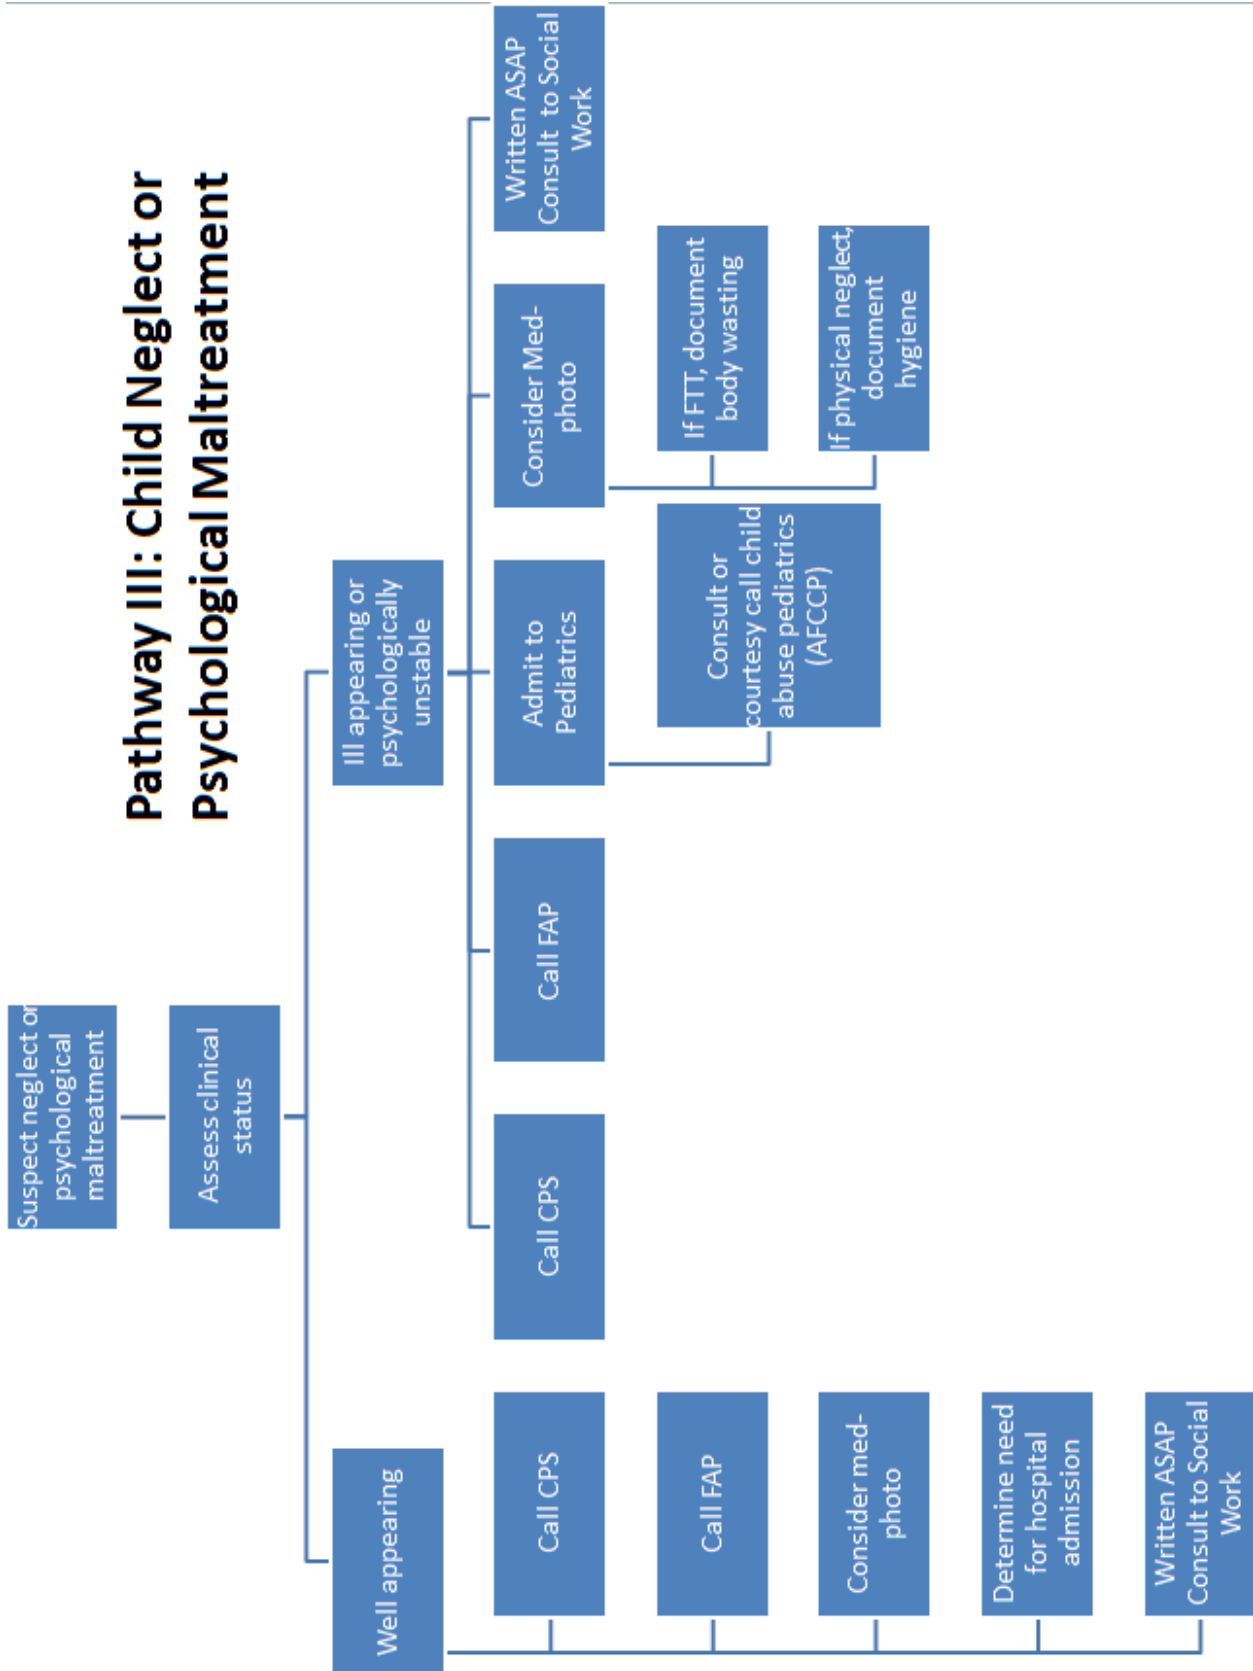 Pathway III: Child Neglect or
Psychological Maltreatment
Suspect neglect or
psychological
maltreatment
Assess clinical
status
Well appearing
Call CPS
Call FAP
Consider med-
photo
Determine need
for hospital
admission
Written ASAP
Consult to Social
Work
Ill appearing or
psychologically
unstable
Call CPS
Call FAP
Admit to
Pediatrics
Consult or
courtesy call child
abuse pediatrics
(AFCCP)
Consider Med-
photo
If FTT, document
body wasting
If physical neglect,
document
hygiene
Written ASAP
Consult to Social
Work